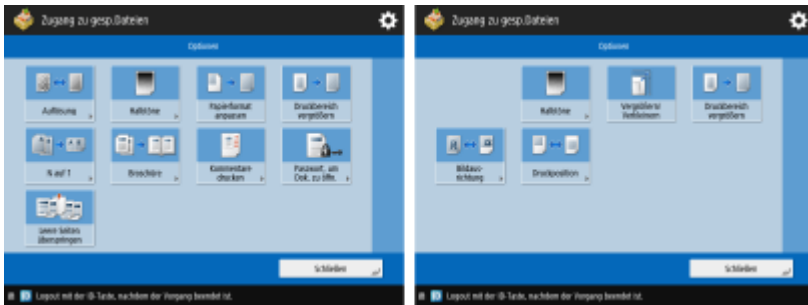 Zugang zu gesp.Dateien
Optionen
Auflösung
Halbtöne
Papierformat
anpassen
Druckbereich
vergrößern
N auf 1
Broschüre
Kommentare
drucken
Passwort, um
Dok. zu öffn.
Leere Seiten
überspringen
Schließen
Logout mit der ID-Taste, nachdem der Vorgang beendet ist.
Zugang zu gesp.Dateien
Optionen
Halbtöne
Vergrößern/
Verkleinern
Druckbereich
vergrößern
Bildaus-
richtung
Druckposition
Schließen
Logout mit der ID-Taste, nachdem der Vorgang beendet ist.